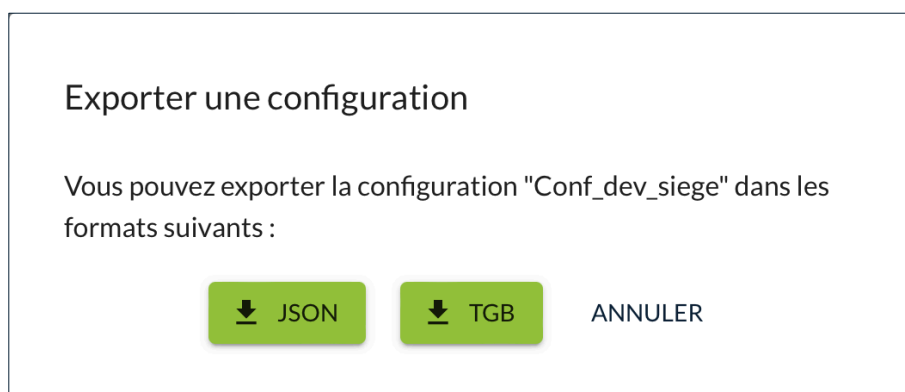 Exporter une configuration
Vous pouvez exporter la configuration "Conf_dev_siege" dans les
formats suivants :
JSON TGB ANNULER